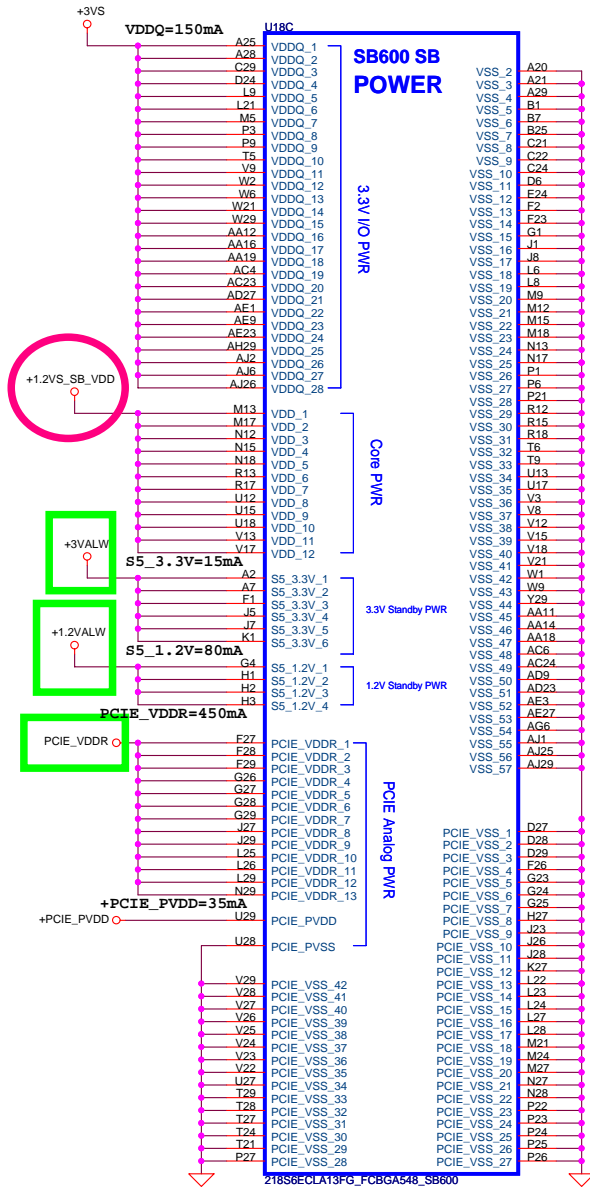 U18C
SB600 SB
POWER
+3VS
VDDQ=150mA
A25 VDDQ_1
A28 VDDQ_2
C29 VDDQ_3
D24 VDDQ_4
L9 VDDQ_5
L21 VDDQ_6
M5 VDDQ_7
P3 VDDQ_8
P9 VDDQ_9
T5 VDDQ_10
V9 VDDQ_11
W2 VDDQ_12
W6 VDDQ_13
W21 VDDQ_14
W29 VDDQ_15
AA12 VDDQ_16
AA16 VDDQ_17
AA19 VDDQ_18
AC4 VDDQ_19
AC23 VDDQ_20
AD27 VDDQ_21
AE1 VDDQ_22
AE9 VDDQ_23
AE23 VDDQ_24
AH29 VDDQ_25
AJ2 VDDQ_26
AJ6 VDDQ_27
AJ26 VDDQ_28
3.3V I/O PWR
+1.2VS_SB_VDD
M13 VDD_1
M17 VDD_2
N12 VDD_3
N15 VDD_4
N18 VDD_5
R13 VDD_6
R17 VDD_7
U12 VDD_8
U15 VDD_9
U18 VDD_10
V13 VDD_11
V17 VDD_12
Core PWR
+3VALW
S5_3.3V=15mA
A2 S5_3.3V_1
A7 S5_3.3V_2
F1 S5_3.3V_3
J5 S5_3.3V_4
J7 S5_3.3V_5
K1 S5_3.3V_6
3.3V Standby PWR
+1.2VALW
S5_1.2V=80mA
G4 S5_1.2V_1
H1 S5_1.2V_2
H2 S5_1.2V_3
H3 S5_1.2V_4
1.2V Standby PWR
PCIE_VDDR=450mA
PCIE_VDDR
F27 PCIE_VDDR_1
F28 PCIE_VDDR_2
F29 PCIE_VDDR_3
G26 PCIE_VDDR_4
G27 PCIE_VDDR_5
G28 PCIE_VDDR_6
G29 PCIE_VDDR_7
J27 PCIE_VDDR_8
J29 PCIE_VDDR_9
L25 PCIE_VDDR_10
L26 PCIE_VDDR_11
L29 PCIE_VDDR_12
N29 PCIE_VDDR_13
PCIE Analog PWR
+PCIE_PVDD=35mA
+PCIE_PVDD
U29 PCIE_PVDD
U28 PCIE_PVSS
V29 PCIE_VSS_42
V28 PCIE_VSS_41
V27 PCIE_VSS_40
V26 PCIE_VSS_39
V25 PCIE_VSS_38
V24 PCIE_VSS_37
V23 PCIE_VSS_36
V22 PCIE_VSS_35
U27 PCIE_VSS_34
T29 PCIE_VSS_33
T28 PCIE_VSS_32
T27 PCIE_VSS_31
T24 PCIE_VSS_30
T21 PCIE_VSS_29
P27 PCIE_VSS_28
VSS_2 A20
VSS_3 A21
VSS_4 A29
VSS_5 B1
VSS_6 B7
VSS_7 B25
VSS_8 C21
VSS_9 C22
VSS_10 C24
VSS_11 D6
VSS_12 E24
VSS_13 F2
VSS_14 F23
VSS_15 G1
VSS_16 J1
VSS_17 J8
VSS_18 L6
VSS_19 L8
VSS_20 M9
VSS_21 M12
VSS_22 M15
VSS_23 M18
VSS_24 N13
VSS_25 N17
VSS_26 P1
VSS_27 P6
VSS_28 P21
VSS_29 R12
VSS_30 R15
VSS_31 R18
VSS_32 T6
VSS_33 T9
VSS_34 U13
VSS_35 U17
VSS_36 V3
VSS_37 V8
VSS_38 V12
VSS_39 V15
VSS_40 V18
VSS_41 V21
VSS_42 W1
VSS_43 W9
VSS_44 Y29
VSS_45 AA11
VSS_46 AA14
VSS_47 AA18
VSS_48 AC6
VSS_49 AC24
VSS_50 AD9
VSS_51 AD23
VSS_52 AE3
VSS_53 AE27
VSS_54 AG6
VSS_55 AJ1
VSS_56 AJ25
VSS_57 AJ29
PCIE_VSS_1 D27
PCIE_VSS_2 D28
PCIE_VSS_3 D29
PCIE_VSS_4 F26
PCIE_VSS_5 G23
PCIE_VSS_6 G24
PCIE_VSS_7 G25
PCIE_VSS_8 H27
PCIE_VSS_9 J23
PCIE_VSS_10 J26
PCIE_VSS_11 J28
PCIE_VSS_12 K27
PCIE_VSS_13 L22
PCIE_VSS_14 L23
PCIE_VSS_15 L24
PCIE_VSS_16 L27
PCIE_VSS_17 L28
PCIE_VSS_18 M21
PCIE_VSS_19 M24
PCIE_VSS_20 M27
PCIE_VSS_21 N27
PCIE_VSS_22 N28
PCIE_VSS_23 P22
PCIE_VSS_24 P23
PCIE_VSS_25 P24
PCIE_VSS_26 P25
PCIE_VSS_27 P26
218S6ECLA13FG_FCBGA548_SB600